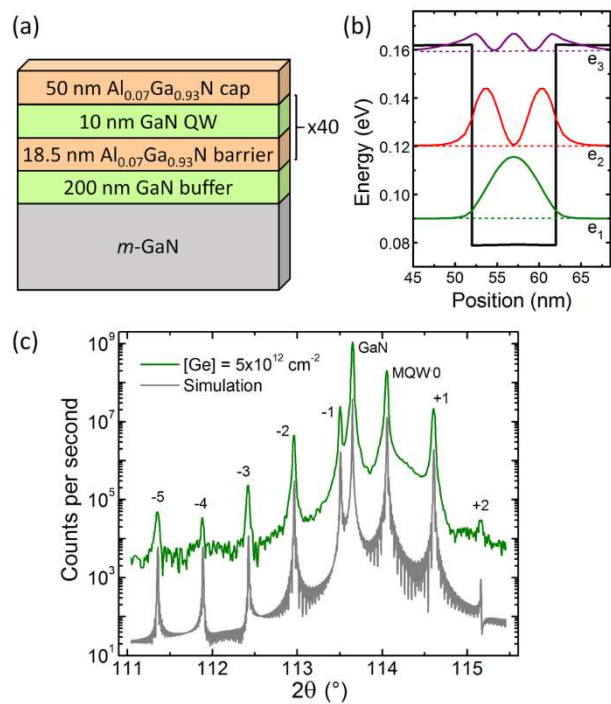 (a)
50 nm Al0.07Ga0.93N cap
10 nm GaN QW
18.5 nm Al0.07Ga0.93N barrier
200 nm GaN buffer
m-GaN
x40
(b)
Energy (eV)
0.16
0.14
0.12
0.10
0.08
e3
e2
e1
45 50 55 60 65
Position (nm)
(c)
Counts per second
10^9
10^7
10^5
10^3
10^1
[Ge] = 5x10^12 cm^-2
Simulation
GaN
MQW 0
-5
-4
-3
-2
-1
+1
+2
111 112 113 114 115
2θ (°)